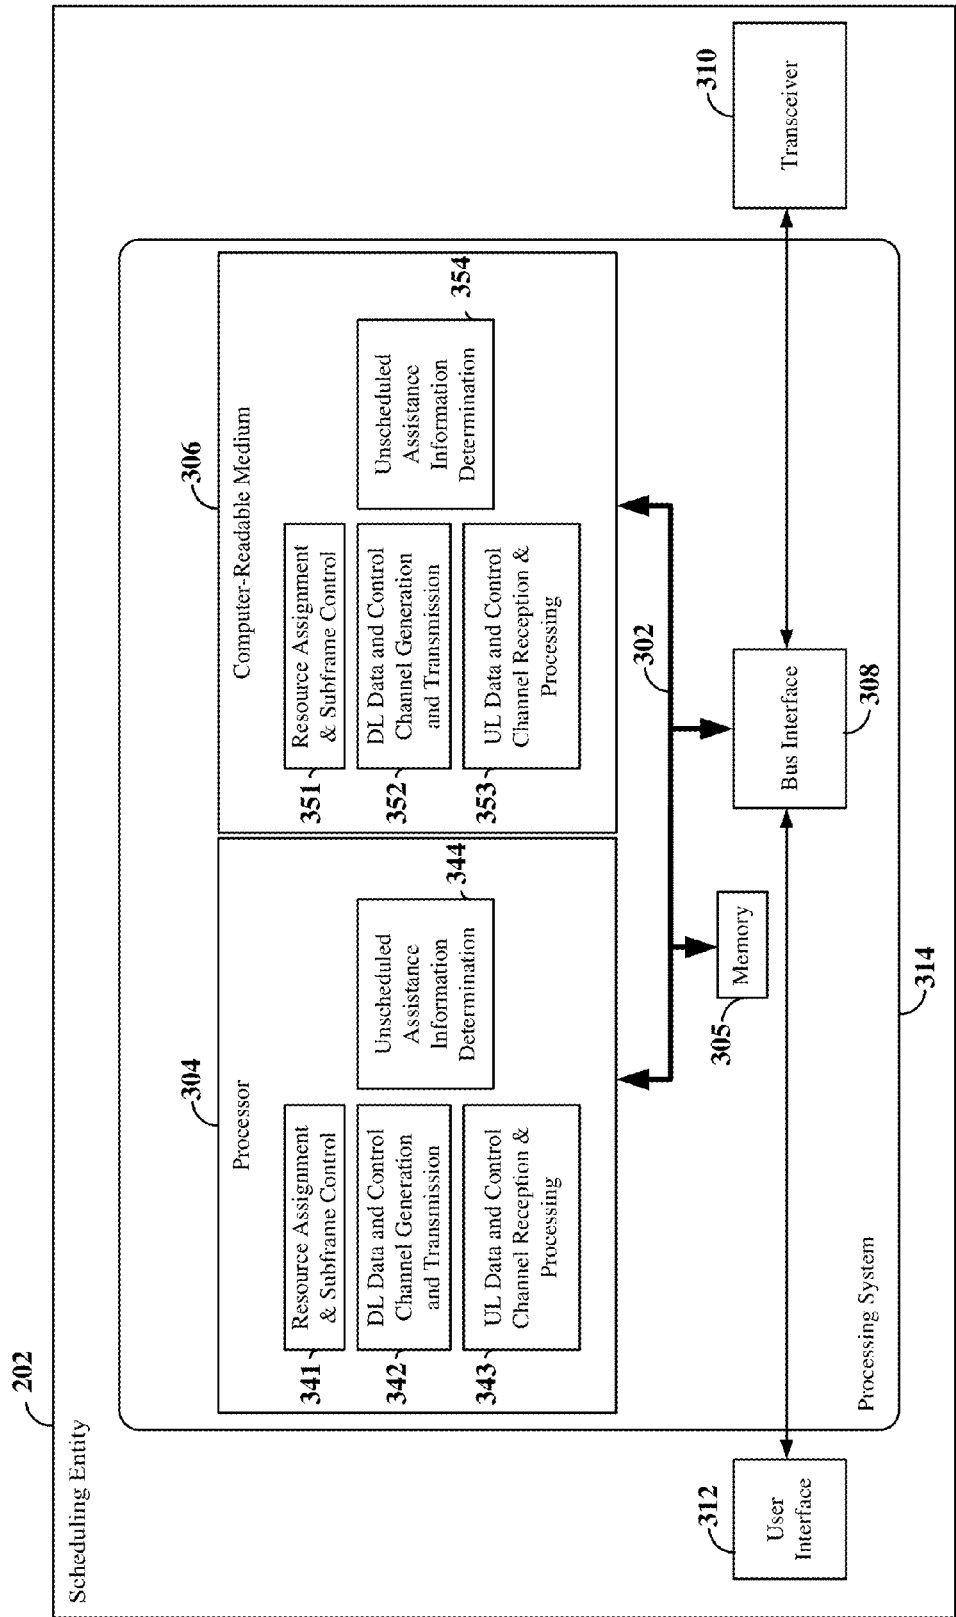 202
Scheduling Entity
304
Processor
341
Resource Assignment
& Subframe Control
342
DL Data and Control
Channel Generation
and Transmission
343
UL Data and Control
Channel Reception &
Processing
Unscheduled
Assistance
Information
Determination
344
306
Computer-Readable Medium
351
Resource Assignment
& Subframe Control
352
DL Data and Control
Channel Generation
and Transmission
353
UL Data and Control
Channel Reception &
Processing
Unscheduled
Assistance
Information
Determination
354
302
305
Memory
312
User
Interface
Bus Interface
308
310
Transceiver
Processing System
314